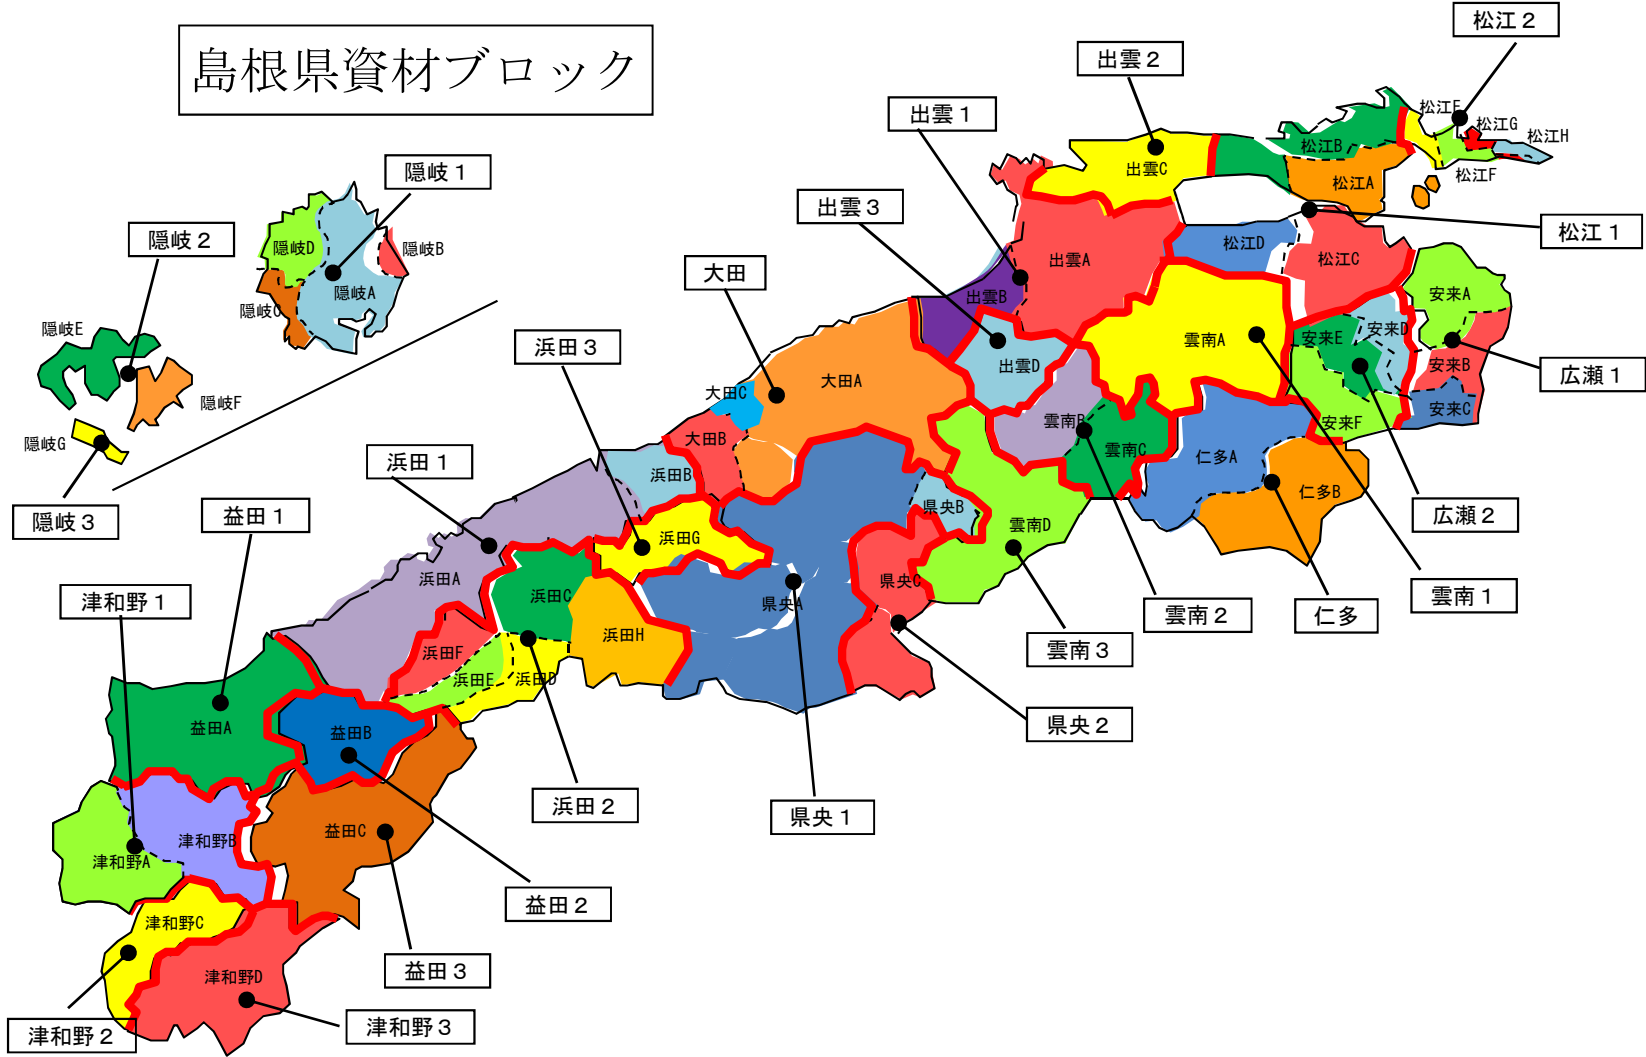 島根県資材ブロック
松江２
出雲２
出雲１
松江E
松江G
松江H
松江B
松江F
隠岐１
出雲C
松江A
出雲３
隠岐２
隠岐D
隠岐B
松江１
松江D
大田
出雲A
松江C
隠岐A
安来A
出雲B
隠岐C
隠岐E
安来D
安来E
浜田３
雲南A
安来B
出雲D
広瀬１
大田A
大田C
隠岐F
安来C
雲南B
安来F
大田B
隠岐G
雲南C
仁多A
浜田１
浜田B
仁多B
県央B
益田１
隠岐３
広瀬２
雲南D
浜田G
浜田A
県央C
津和野１
浜田C
県央A
雲南１
雲南２
仁多
浜田H
浜田F
雲南３
浜田E
浜田D
益田A
益田B
県央２
浜田２
県央１
益田C
津和野B
津和野A
益田２
津和野C
益田３
津和野D
津和野３
津和野２